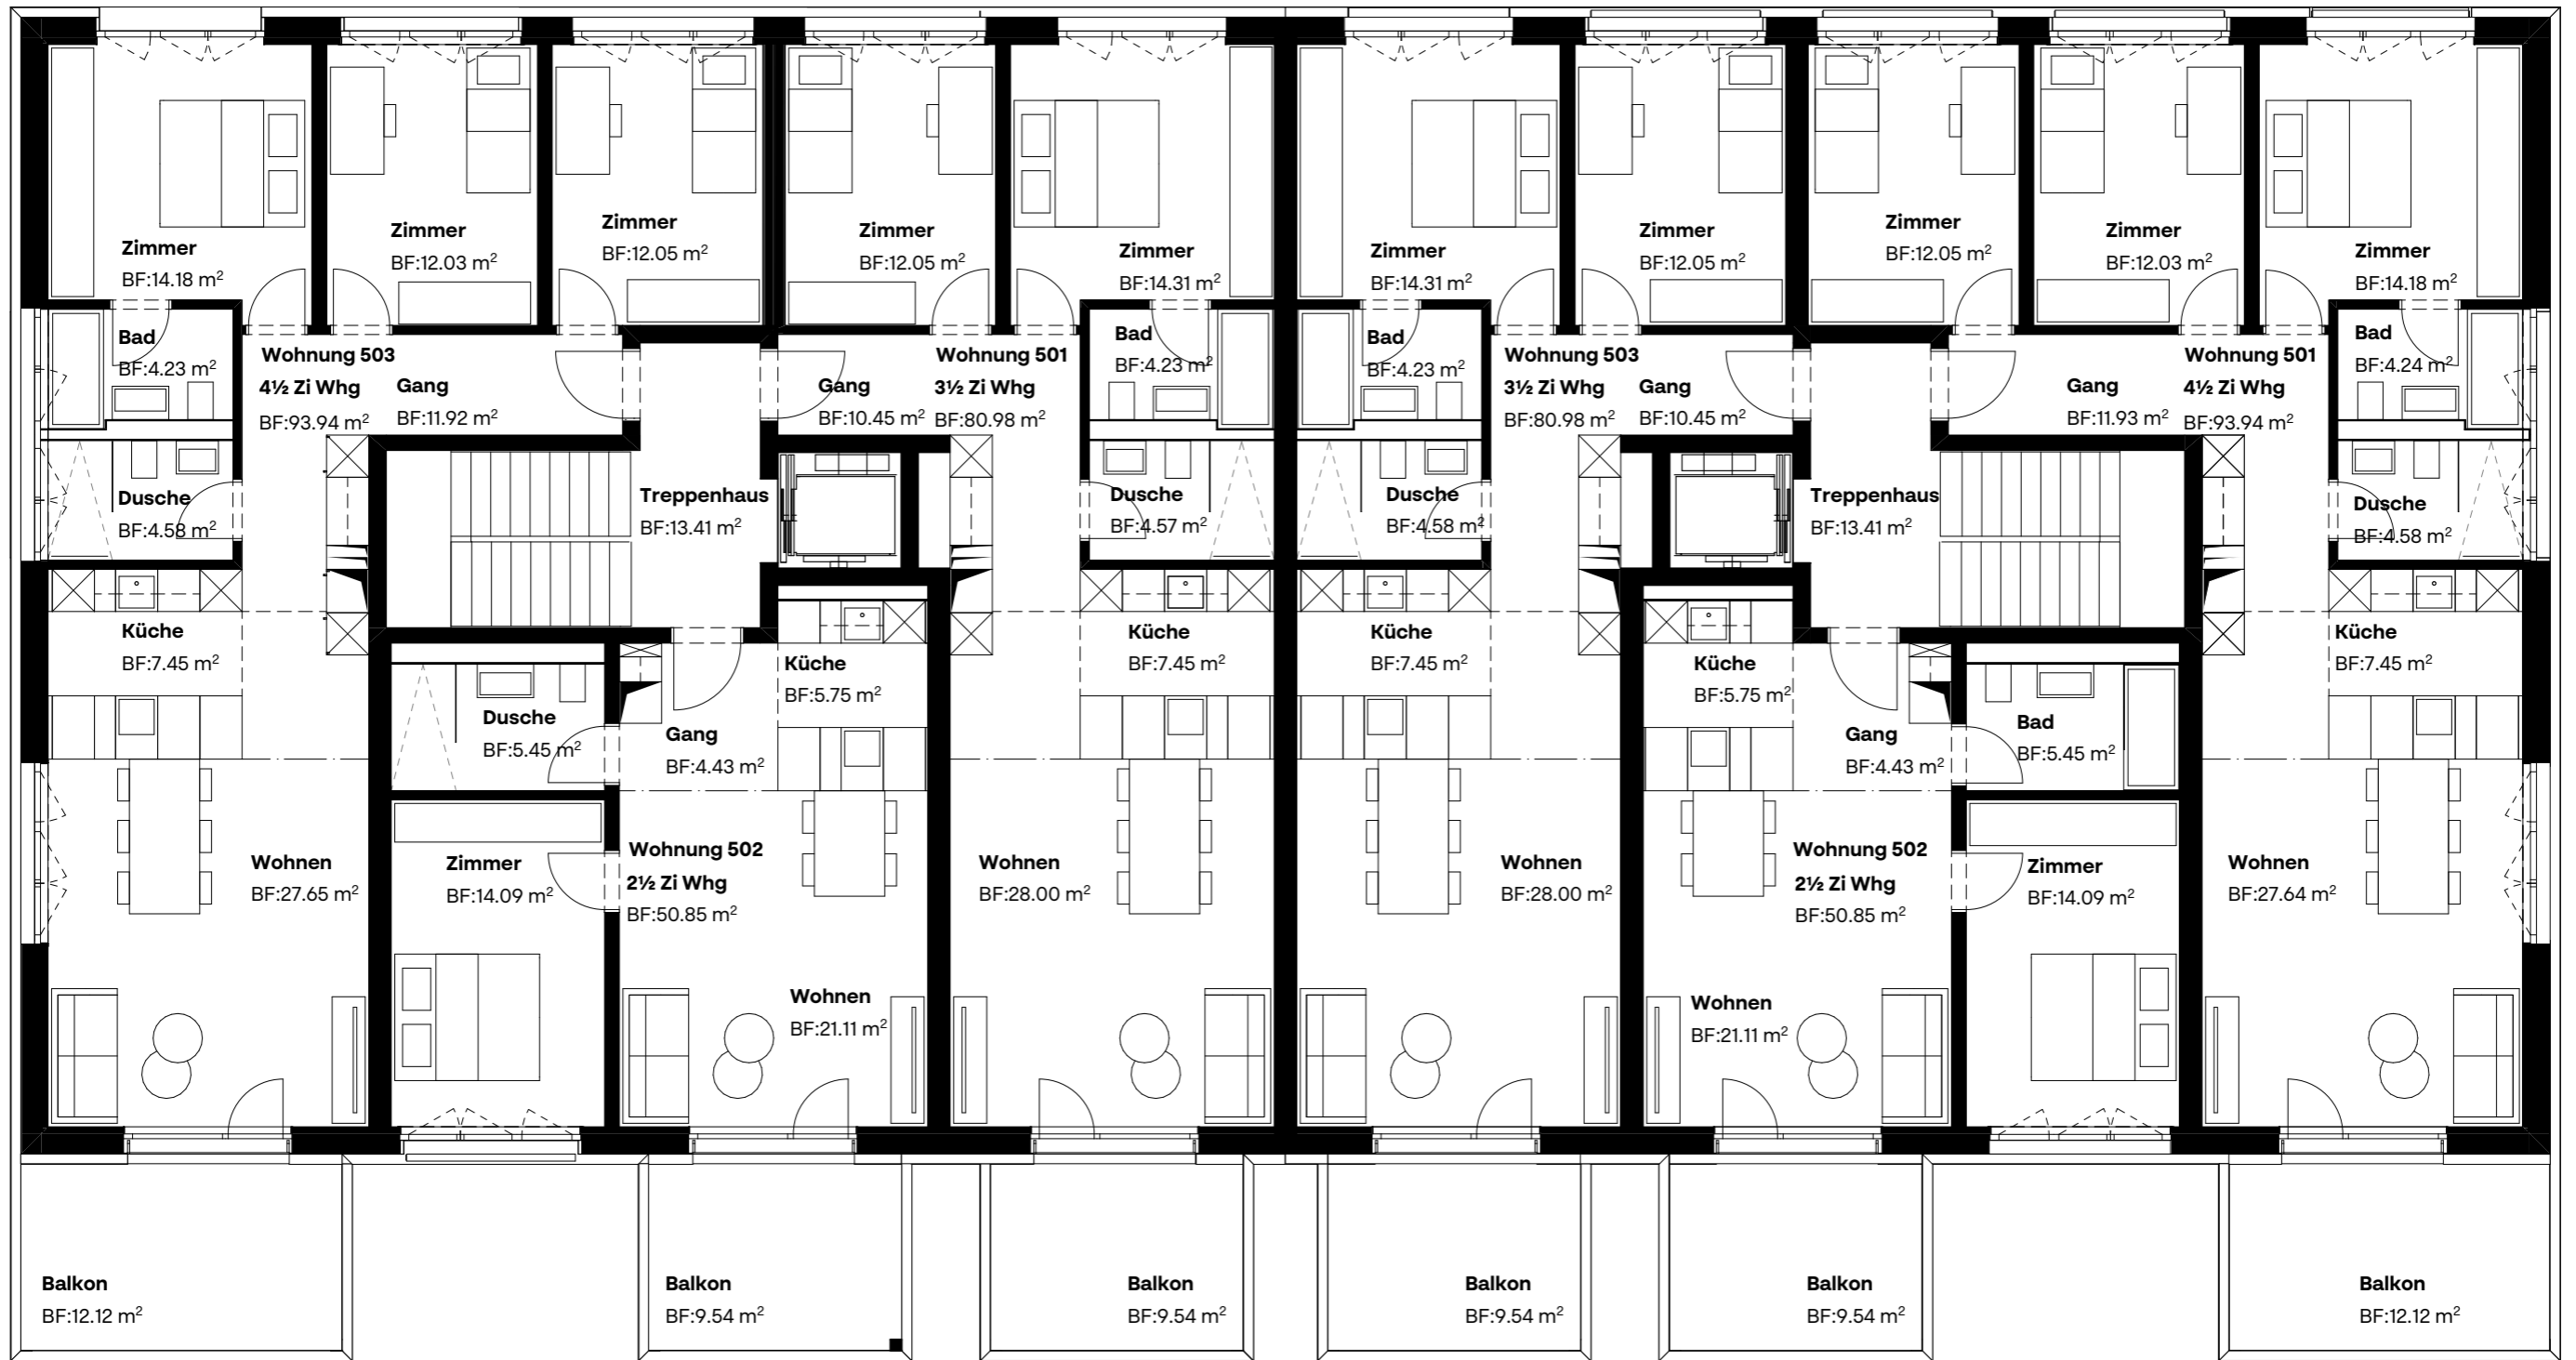 Zimmer
BF:14.18 m²
Zimmer
BF:12.03 m²
Zimmer
BF:12.05 m²
Zimmer
BF:12.05 m²
Zimmer
BF:14.31 m²
Zimmer
BF:14.31 m²
Zimmer
BF:12.05 m²
Zimmer
BF:12.05 m²
Zimmer
BF:12.03 m²
Zimmer
BF:14.18 m²
Bad
BF:4.23 m²
Wohnung 503
4½ Zi Whg
BF:93.94 m²
Gang
BF:11.92 m²
Gang
BF:10.45 m²
Wohnung 501
3½ Zi Whg
BF:80.98 m²
Bad
BF:4.23 m²
Bad
BF:4.23 m²
Wohnung 503
3½ Zi Whg
BF:80.98 m²
Gang
BF:10.45 m²
Gang
BF:11.93 m²
Wohnung 501
4½ Zi Whg
BF:93.94 m²
Bad
BF:4.24 m²
Dusche
BF:4.58 m²
Treppenhaus
BF:13.41 m²
Dusche
BF:4.57 m²
Dusche
BF:4.58 m²
Treppenhaus
BF:13.41 m²
Dusche
BF:4.58 m²
Küche
BF:7.45 m²
Küche
BF:5.75 m²
Küche
BF:7.45 m²
Küche
BF:7.45 m²
Küche
BF:5.75 m²
Küche
BF:7.45 m²
Dusche
BF:5.45 m²
Gang
BF:4.43 m²
Gang
BF:4.43 m²
Bad
BF:5.45 m²
Wohnen
BF:27.65 m²
Zimmer
BF:14.09 m²
Wohnung 502
2½ Zi Whg
BF:50.85 m²
Wohnen
BF:28.00 m²
Wohnen
BF:28.00 m²
Wohnung 502
2½ Zi Whg
BF:50.85 m²
Zimmer
BF:14.09 m²
Wohnen
BF:27.64 m²
Wohnen
BF:21.11 m²
Wohnen
BF:21.11 m²
Balkon
BF:12.12 m²
Balkon
BF:9.54 m²
Balkon
BF:9.54 m²
Balkon
BF:9.54 m²
Balkon
BF:9.54 m²
Balkon
BF:12.12 m²